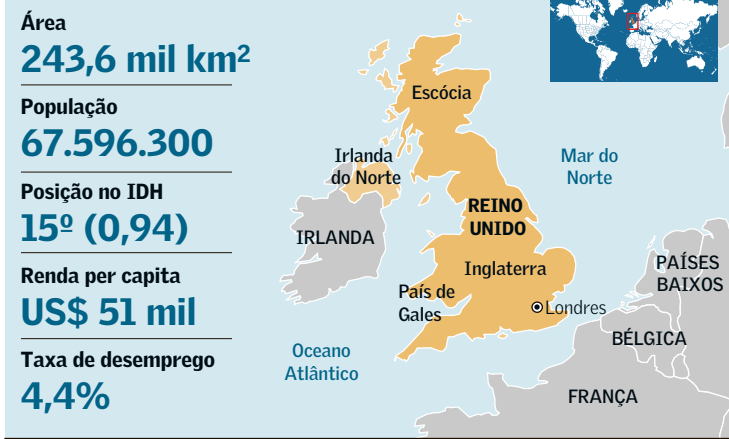 Área
243,6 mil km²
População
67.596.300
Posição no IDH
15º (0,94)
Renda per capita
US$ 51 mil
Taxa de desemprego
4,4%
Escócia
Irlanda
do Norte
Mar do
Norte
REINO
UNIDO
IRLANDA
Inglaterra
PAÍSES
BAIXOS
País de
Gales
Londres
BÉLGICA
Oceano
Atlântico
FRANÇA